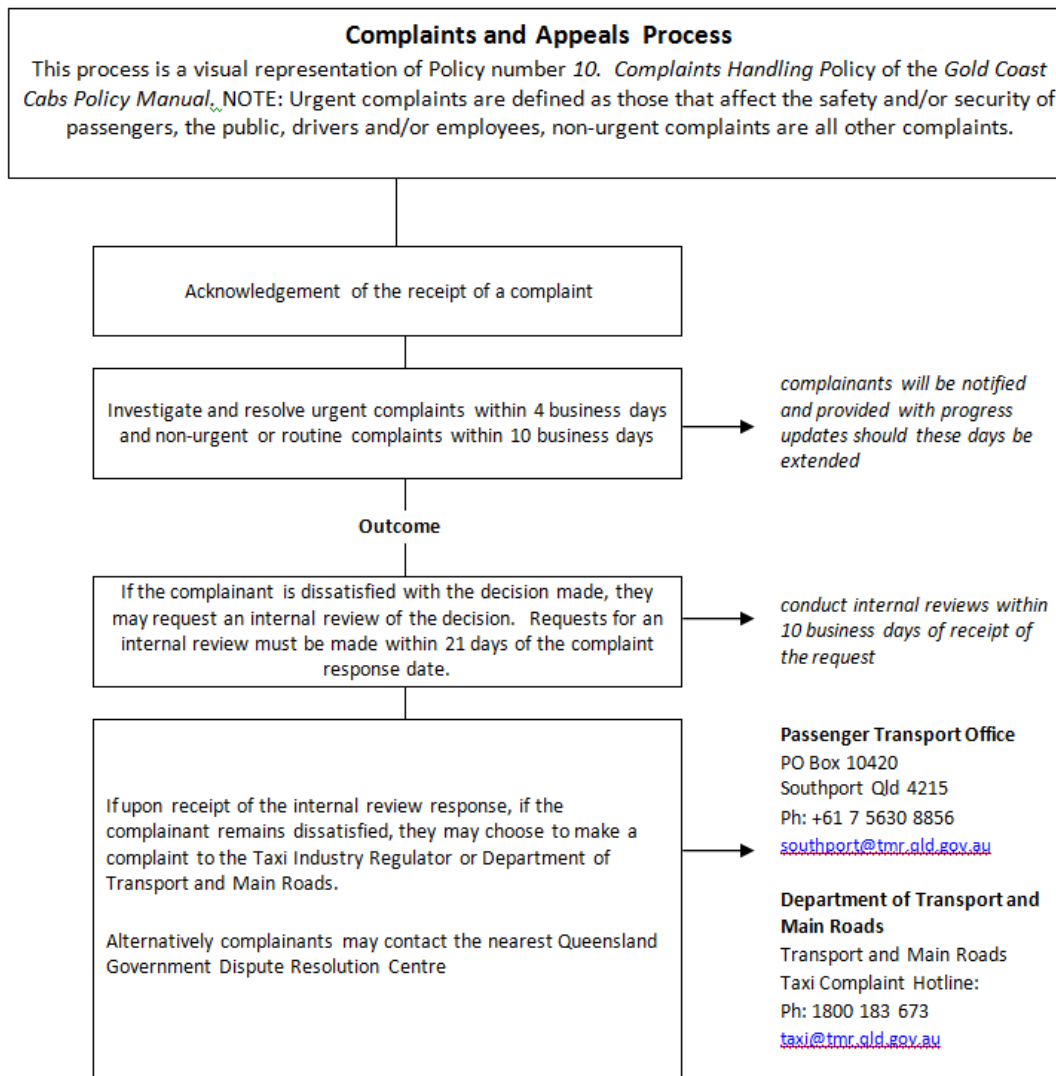 Complaints and Appeals Process
This process is a visual representation of Policy number 10. Complaints Handling Policy of the Gold Coast
Cabs Policy Manual. NOTE: Urgent complaints are defined as those that affect the safety and/or security of
passengers, the public, drivers and/or employees, non-urgent complaints are all other complaints.
Acknowledgement of the receipt of a complaint
Investigate and resolve urgent complaints within 4 business days
and non-urgent or routine complaints within 10 business days
complainants will be notified
and provided with progress
updates should these days be
extended
Outcome
If the complainant is dissatisfied with the decision made, they
may request an internal review of the decision. Requests for an
internal review must be made within 21 days of the complaint
response date.
conduct internal reviews within
10 business days of receipt of
the request
If upon receipt of the internal review response, if the
complainant remains dissatisfied, they may choose to make a
complaint to the Taxi Industry Regulator or Department of
Transport and Main Roads.
Alternatively complainants may contact the nearest Queensland
Government Dispute Resolution Centre
Passenger Transport Office
PO Box 10420
Southport Qld 4215
Ph: +61 7 5630 8856
southport@tmr.qld.gov.au
Department of Transport and
Main Roads
Transport and Main Roads
Taxi Complaint Hotline:
Ph: 1800 183 673
taxi@tmr.qld.gov.au